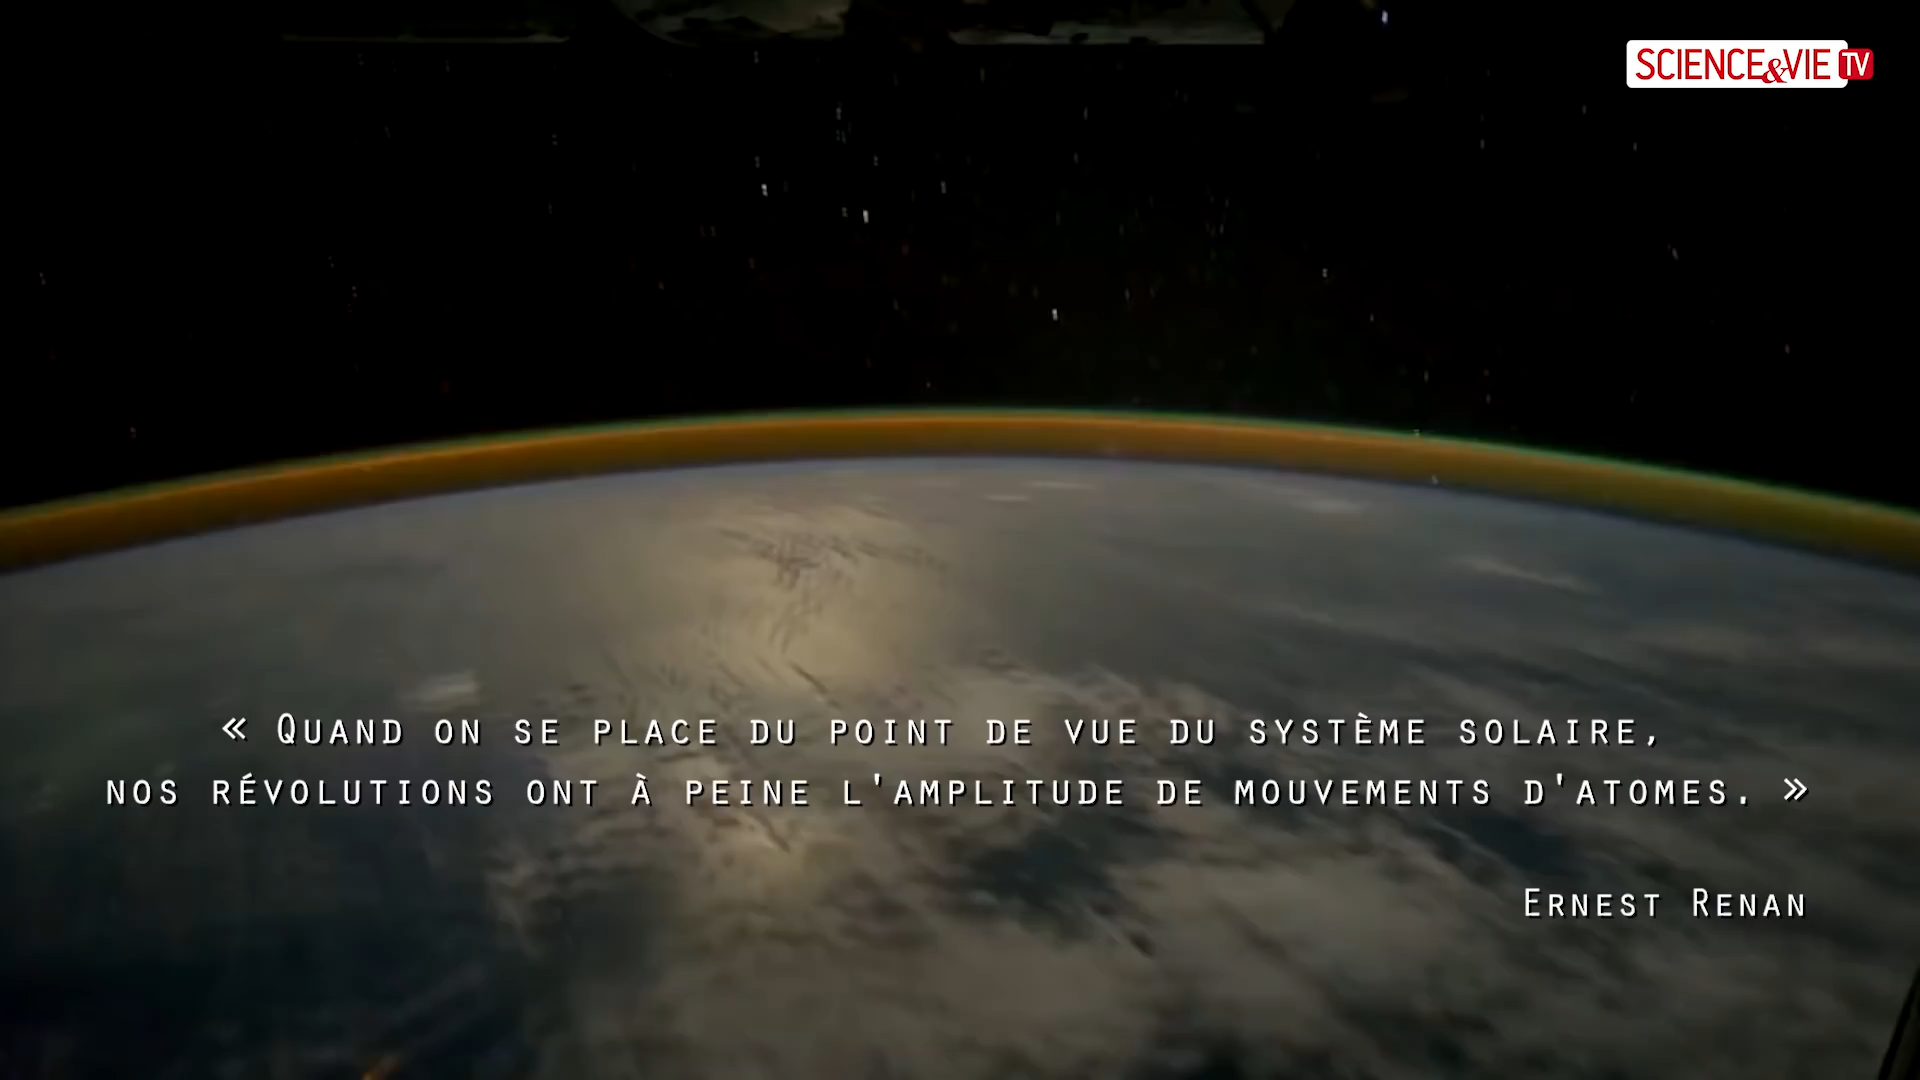 SCIENCE&VIE TV
« Quand on se place du point de vue du système solaire,
nos révolutions ont à peine l'amplitude de mouvements d'atomes. »
Ernest Renan